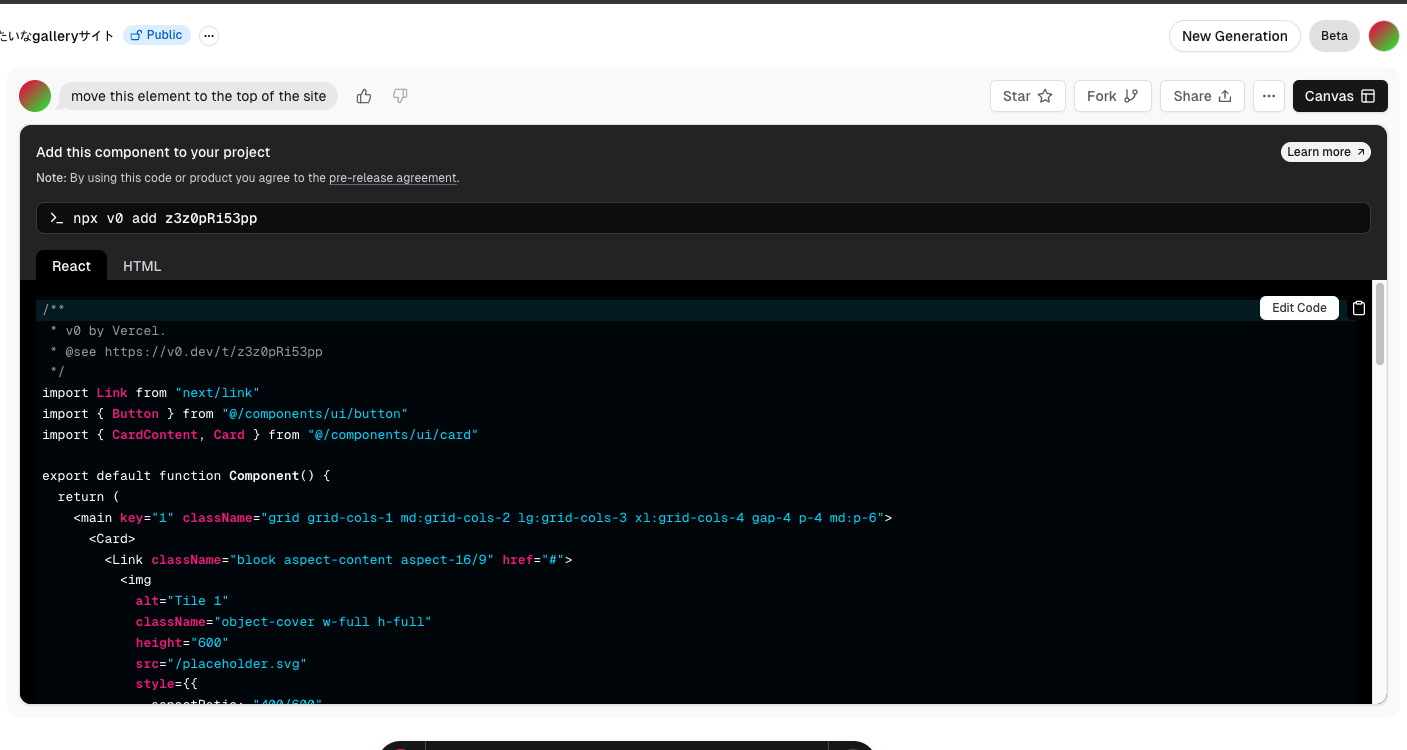 たいなgalleryサイト Public ...
New Generation Beta
move this element to the top of the site
Star Fork Share ... Canvas
Add this component to your project
Learn more
Note: By using this code or product you agree to the pre-release agreement.
>_ npx v0 add z3z0pRi53pp
React HTML
Edit Code
/**
 * v0 by Vercel.
 * @see https://v0.dev/t/z3z0pRi53pp
 */
import Link from "next/link"
import { Button } from "@/components/ui/button"
import { CardContent, Card } from "@/components/ui/card"

export default function Component() {
  return (
    <main key="1" className="grid grid-cols-1 md:grid-cols-2 lg:grid-cols-3 xl:grid-cols-4 gap-4 p-4 md:p-6">
      <Card>
        <Link className="block aspect-content aspect-16/9" href="#">
          <img
            alt="Tile 1"
            className="object-cover w-full h-full"
            height="600"
            src="/placeholder.svg"
            style={{
              aspectRatio: "400/600"